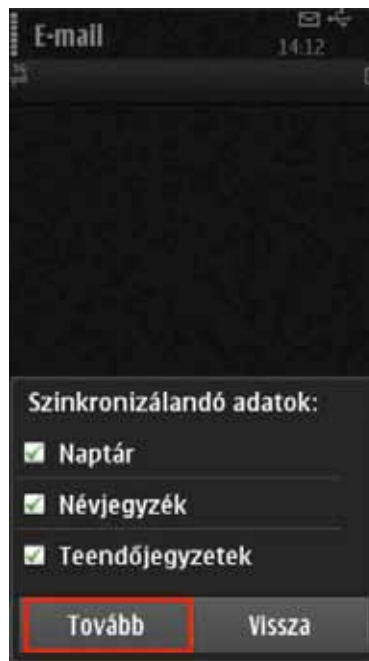 E-mail
14:12
Szinkronizálandó adatok:
Naptár
Névjegyzék
Teendőjegyzetek
Tovább Vissza